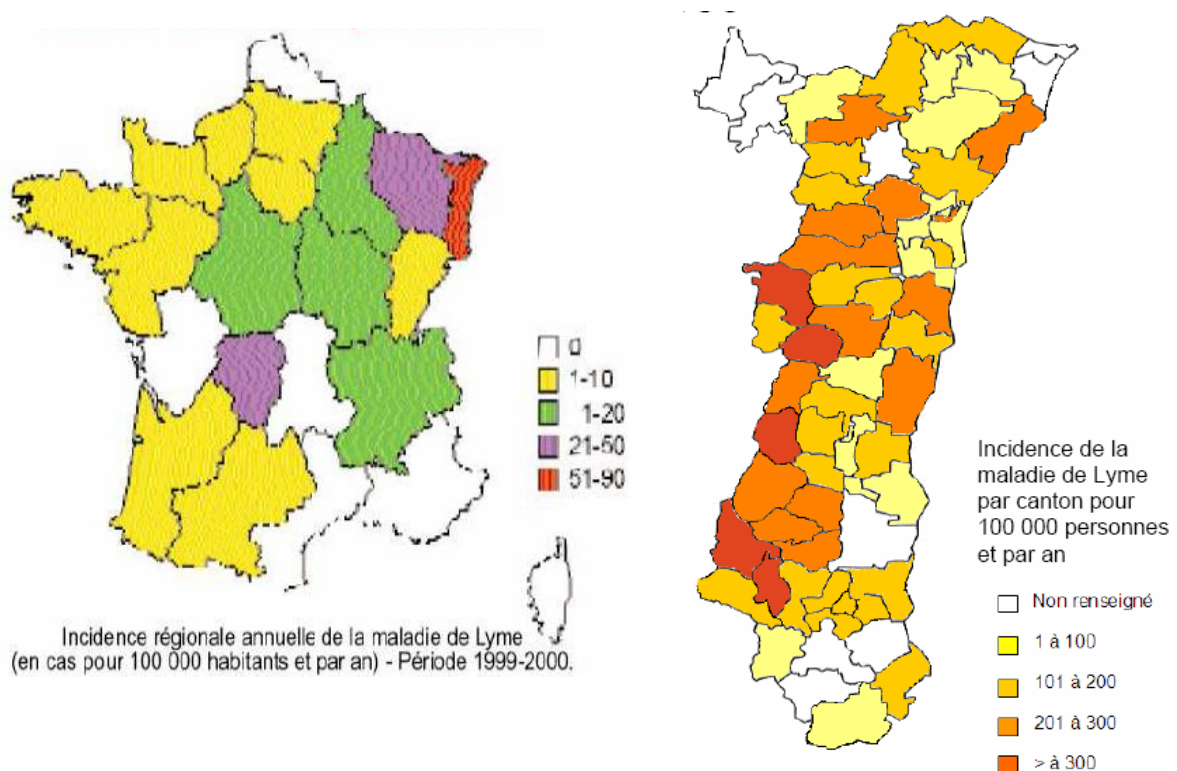 1-10
1-20
21-50
51-90
Incidence régionale annuelle de la maladie de Lyme
(en cas pour 100 000 habitants et par an) - Période 1999-2000.
Incidence de la
maladie de Lyme
par canton pour
100 000 personnes
et par an
Non renseigné
1 à 100
101 à 200
201 à 300
> à 300